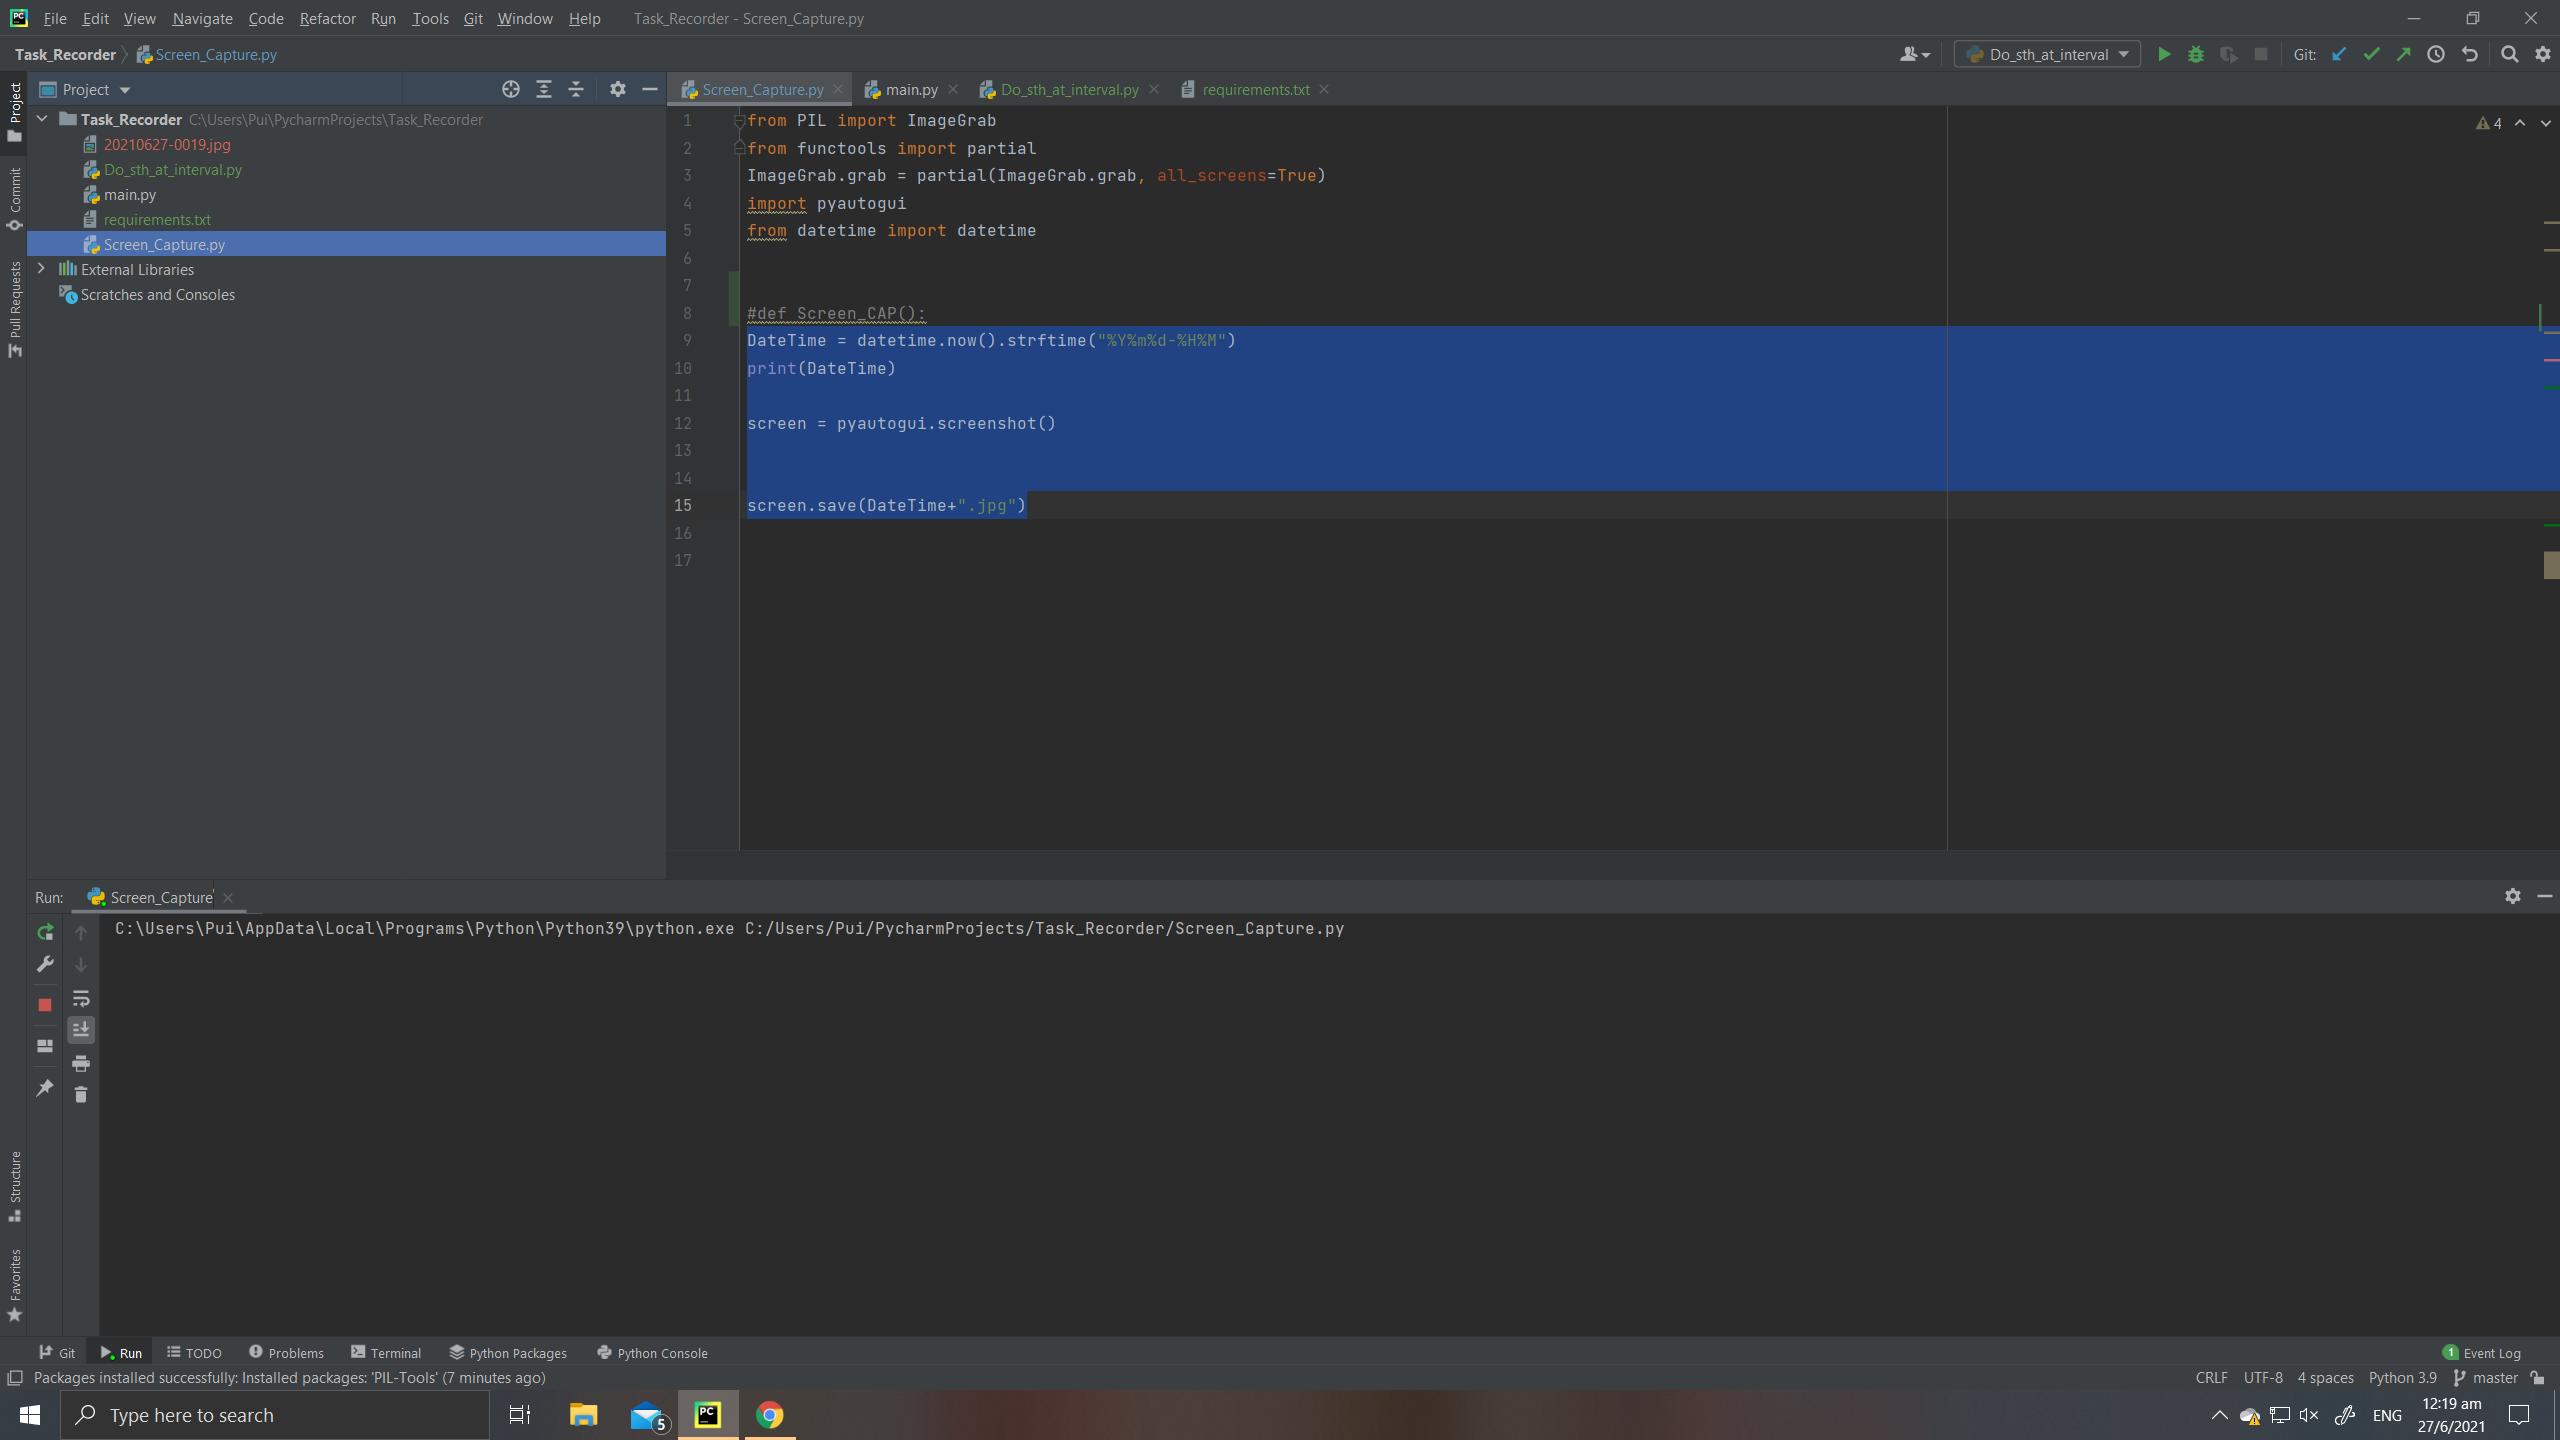 File Edit View Navigate Code Refactor Run Tools Git Window Help Task_Recorder - Screen_Capture.py
Task_Recorder Screen_Capture.py Do_sth_at_interval Git:
Project
Commit
Pull Requests
Structure
Favorites
Project
Task_Recorder C:\Users\Pui\PycharmProjects\Task_Recorder
20210627-0019.jpg
Do_sth_at_interval.py
main.py
requirements.txt
Screen_Capture.py
External Libraries
Scratches and Consoles
Screen_Capture.py main.py Do_sth_at_interval.py requirements.txt
4
1 from PIL import ImageGrab
2 from functools import partial
3 ImageGrab.grab = partial(ImageGrab.grab, all_screens=True)
4 import pyautogui
5 from datetime import datetime
6
7
8 #def Screen_CAP():
9 DateTime = datetime.now().strftime("%Y%m%d-%H%M")
10 print(DateTime)
11
12 screen = pyautogui.screenshot()
13
14
15 screen.save(DateTime+".jpg")
16
17
Run: Screen_Capture
C:\Users\Pui\AppData\Local\Programs\Python\Python39\python.exe C:/Users/Pui/PycharmProjects/Task_Recorder/Screen_Capture.py
Git Run TODO Problems Terminal Python Packages Python Console 1 Event Log
Packages installed successfully: Installed packages: 'PIL-Tools' (7 minutes ago) CRLF UTF-8 4 spaces Python 3.9 master
PC
Type here to search 5 PC ENG 12:19 am
27/6/2021